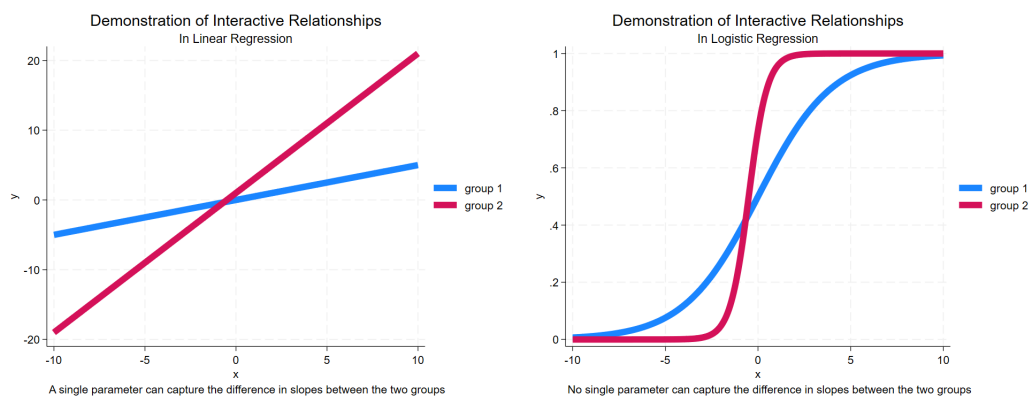 Demonstration of Interactive Relationships
In Linear Regression
20
10
0
-10
-20
y
-10 -5 0 5 10
x
group 1
group 2
A single parameter can capture the difference in slopes between the two groups
Demonstration of Interactive Relationships
In Logistic Regression
1
.8
.6
.4
.2
0
y
-10 -5 0 5 10
x
group 1
group 2
No single parameter can capture the difference in slopes between the two groups